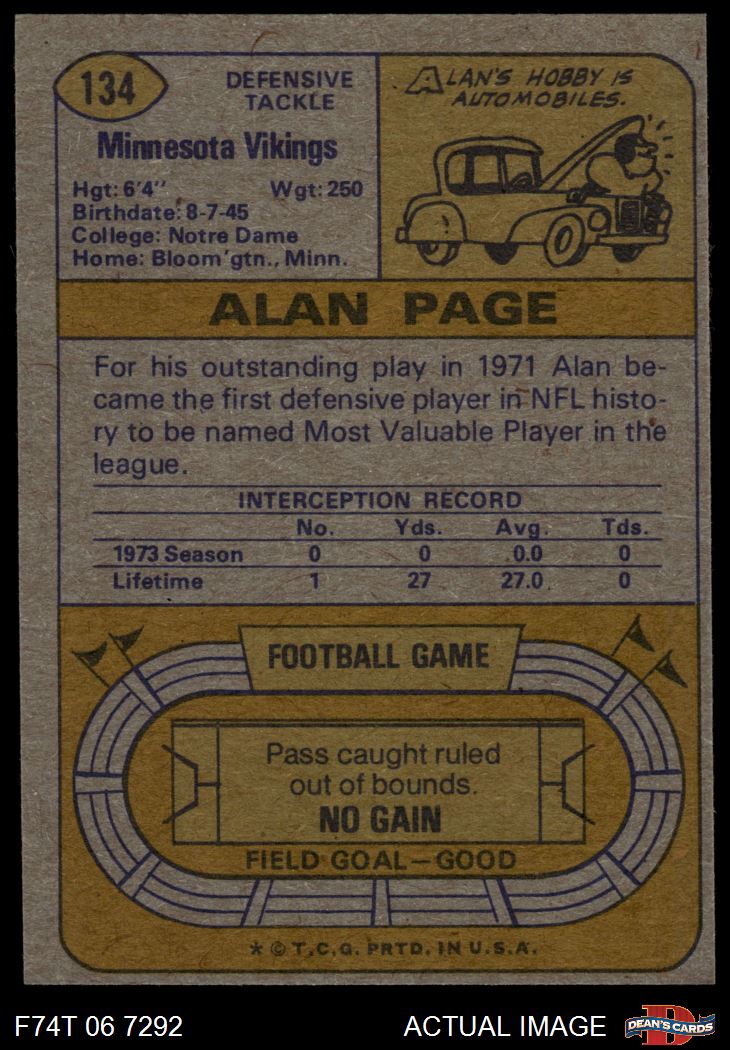 134
DEFENSIVE
TACKLE
Minnesota Vikings
Hgt: 6'4" Wgt: 250
Birthdate: 8-7-45
College: Notre Dame
Home: Bloom'gtn., Minn.
ALAN'S HOBBY IS
AUTOMOBILES.
ALAN PAGE
For his outstanding play in 1971 Alan be-
came the first defensive player in NFL histo-
ry to be named Most Valuable Player in the
league.
INTERCEPTION RECORD
No. Yds. Avg. Tds.
1973 Season 0 0 0.0 0
Lifetime 1 27 27.0 0
FOOTBALL GAME
Pass caught ruled
out of bounds.
NO GAIN
FIELD GOAL—GOOD
* © T.C.G. PRTD. IN U.S.A.
F74T 06 7292 ACTUAL IMAGE D DEAN'S CARDS